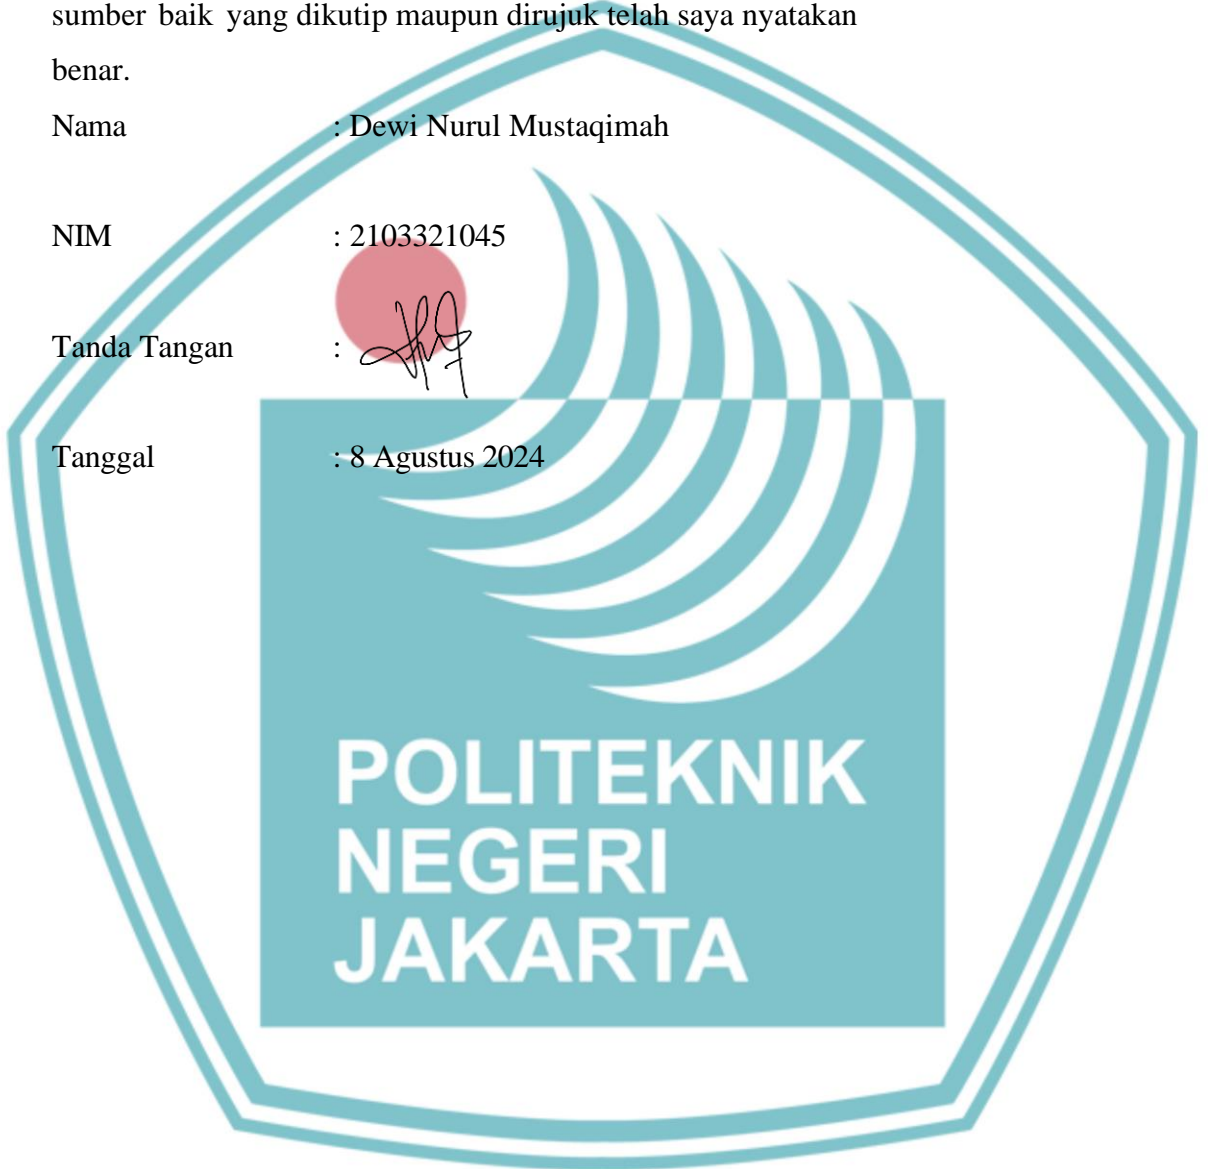 sumber baik yang dikutip maupun dirujuk telah saya nyatakan
benar.
Nama : Dewi Nurul Mustaqimah
NIM : 2103321045
Tanda Tangan :
Tanggal : 8 Agustus 2024
POLITEKNIK
NEGERI
JAKARTA